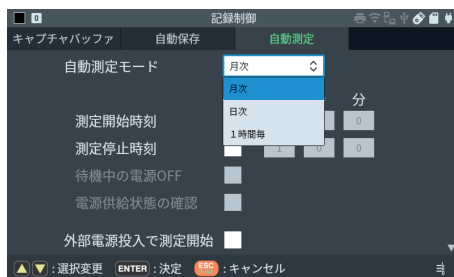 0 記録制御
キャプチャバッファ 自動保存 自動測定
自動測定モード 月次
月次
日次
1時間毎
分
測定開始時刻 0
測定停止時刻 1 0 0
待機中の電源OFF
電源供給状態の確認
外部電源投入で測定開始
:選択変更 ENTER :決定 ESC :キャンセル